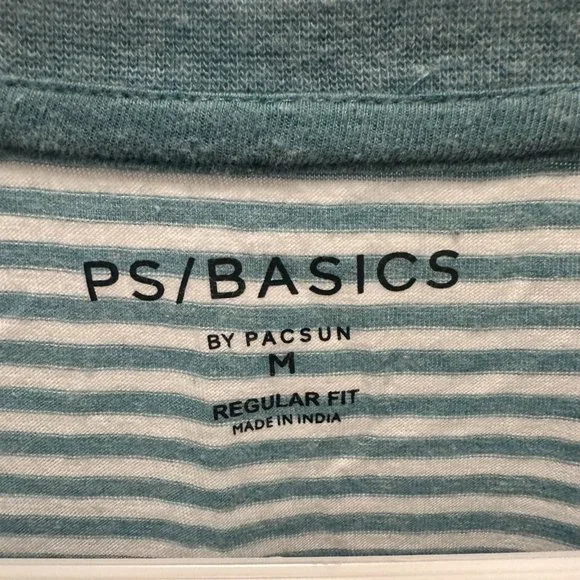 PS/BASICS
BY PACSUN
M
REGULAR FIT
MADE IN INDIA